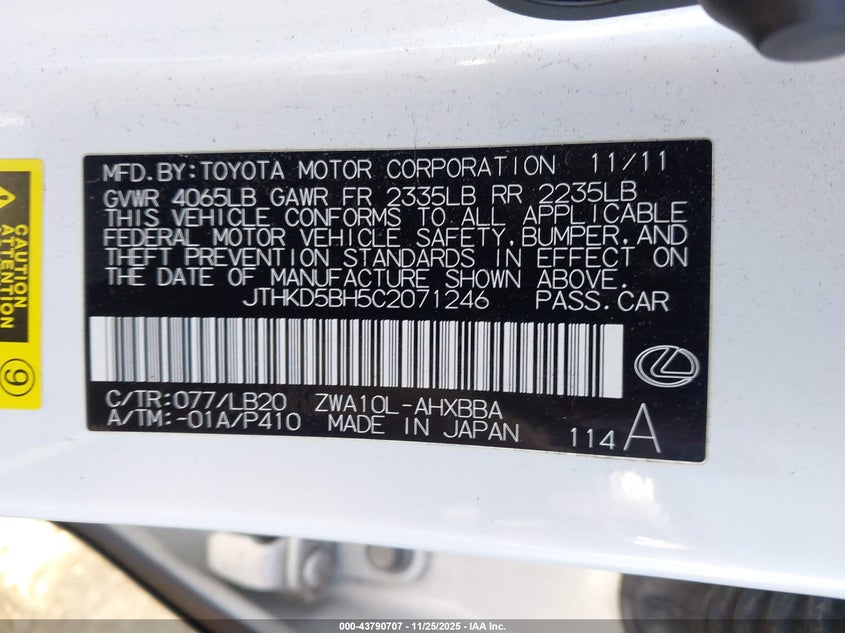 MFD.BY:TOYOTA MOTOR CORPORATION 11/11
GVWR 4065LB GAWR FR 2335LB RR 2235LB
THIS VEHICLE CONFORMS TO ALL APPLICABLE
FEDERAL MOTOR VEHICLE SAFETY,BUMPER,AND
THEFT PREVENTION STANDARDS IN EFFECT ON
THE DATE OF MANUFACTURE SHOWN ABOVE.
JTHKD5BH5C2071246 PASS.CAR
C/TR:077/LB20 ZWA10L-AHXBBA
A/TM:-01A/P410 MADE IN JAPAN 114A
CAUTION
ATTENTION
9
000-43790707 - 11/25/2025 - IAA Inc.